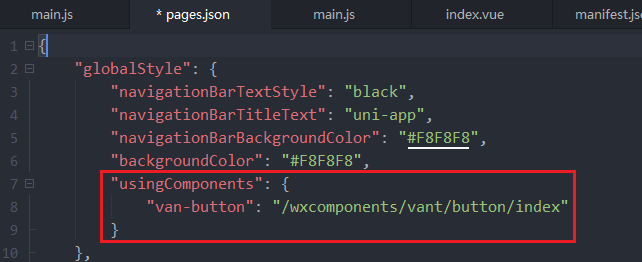 main.js * pages.json main.js index.vue manifest.js
1 {
2 "globalStyle": {
3 "navigationBarTextStyle": "black",
4 "navigationBarTitleText": "uni-app",
5 "navigationBarBackgroundColor": "#F8F8F8",
6 "backgroundColor": "#F8F8F8",
7 "usingComponents": {
8 "van-button": "/wxcomponents/vant/button/index"
9 }
10 },